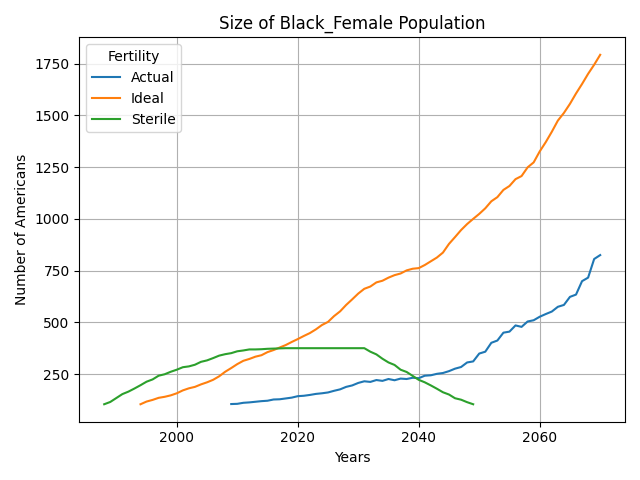 Size of Black_Female Population
Fertility
Actual
Ideal
Sterile
Number of Americans
1750
1500
1250
1000
750
500
250
2000
2020
2040
2060
Years